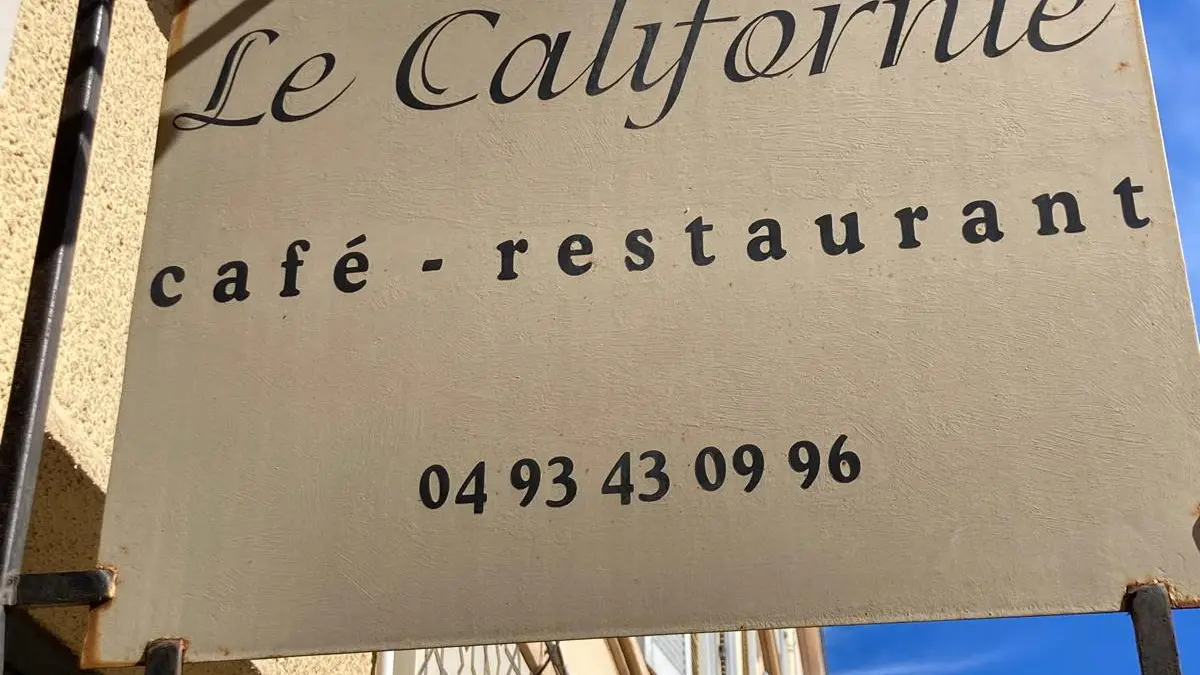 Le Californie
café - restaurant
04 93 43 09 96